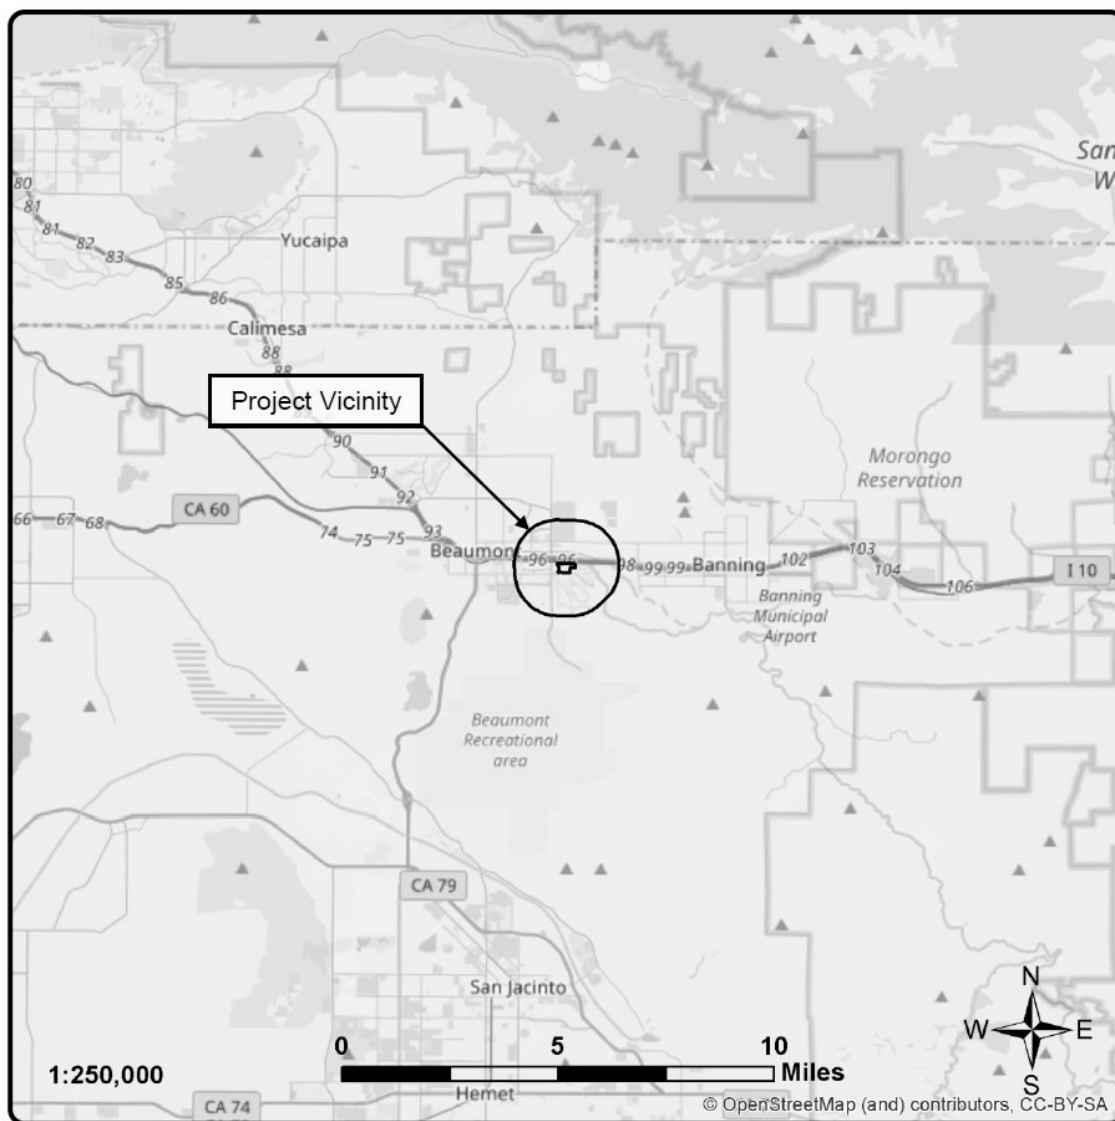 San
W
80
81
81
82
83
Yucaipa
85
86
Calimesa
88
88
Project Vicinity
90
91
Morongo
Reservation
92
CA 60
66
67
68
74
75
75
93
Beaumont
96
96
98
99
99
Banning
102
103
104
106
I 10
Banning
Municipal
Airport
Beaumont
Recreational
area
CA 79
San Jacinto
N
W
E
S
0
5
10
Miles
1:250,000
Hemet
CA 74
© OpenStreetMap (and) contributors, CC-BY-SA